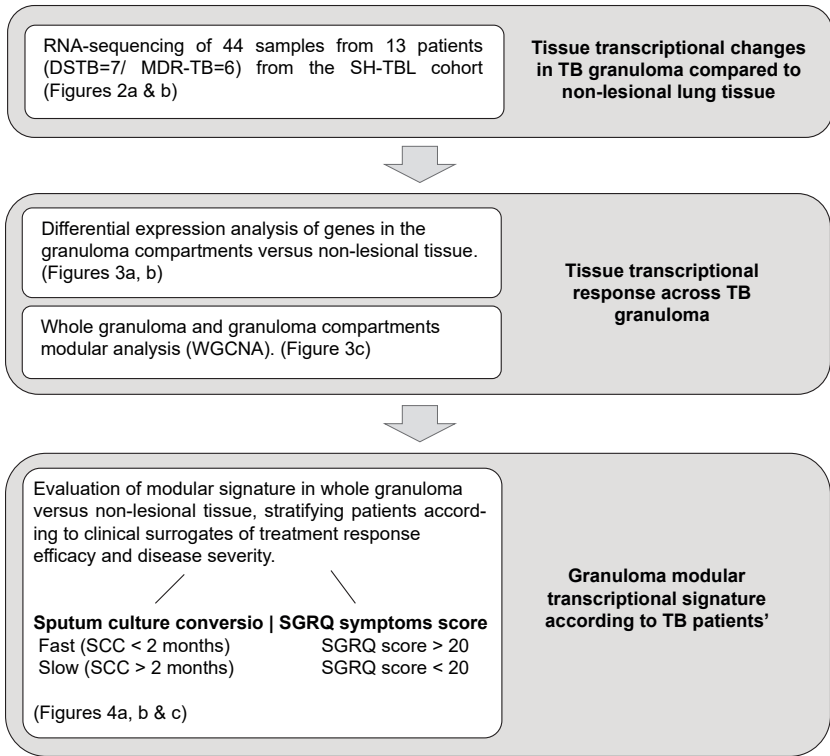 RNA-sequencing of 44 samples from 13 patients
(DSTB=7/ MDR-TB=6) from the SH-TBL cohort
(Figures 2a & b)
Tissue transcriptional changes
in TB granuloma compared to
non-lesional lung tissue
Differential expression analysis of genes in the
granuloma compartments versus non-lesional tissue.
(Figures 3a, b)
Whole granuloma and granuloma compartments
modular analysis (WGCNA). (Figure 3c)
Tissue transcriptional
response across TB
granuloma
Evaluation of modular signature in whole granuloma
versus non-lesional tissue, stratifying patients accord-
ing to clinical surrogates of treatment response
efficacy and disease severity.
Sputum culture conversio | SGRQ symptoms score
Fast (SCC < 2 months) SGRQ score > 20
Slow (SCC > 2 months) SGRQ score < 20
(Figures 4a, b & c)
Granuloma modular
transcriptional signature
according to TB patients’